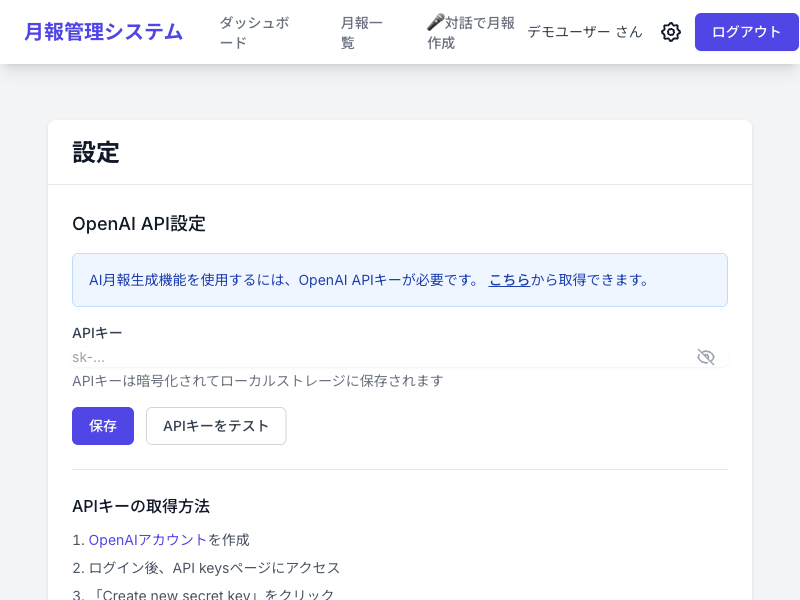 月報管理システム
ダッシュボ
ード
月報一
覧
🎤対話で月報
作成
デモユーザー さん
ログアウト
設定
OpenAI API設定
AI月報生成機能を使用するには、OpenAI APIキーが必要です。 こちらから取得できます。
APIキー
sk-...
APIキーは暗号化されてローカルストレージに保存されます
保存
APIキーをテスト
APIキーの取得方法
1. OpenAIアカウントを作成
2. ログイン後、API keysページにアクセス
3. 「Create new secret key」をクリック